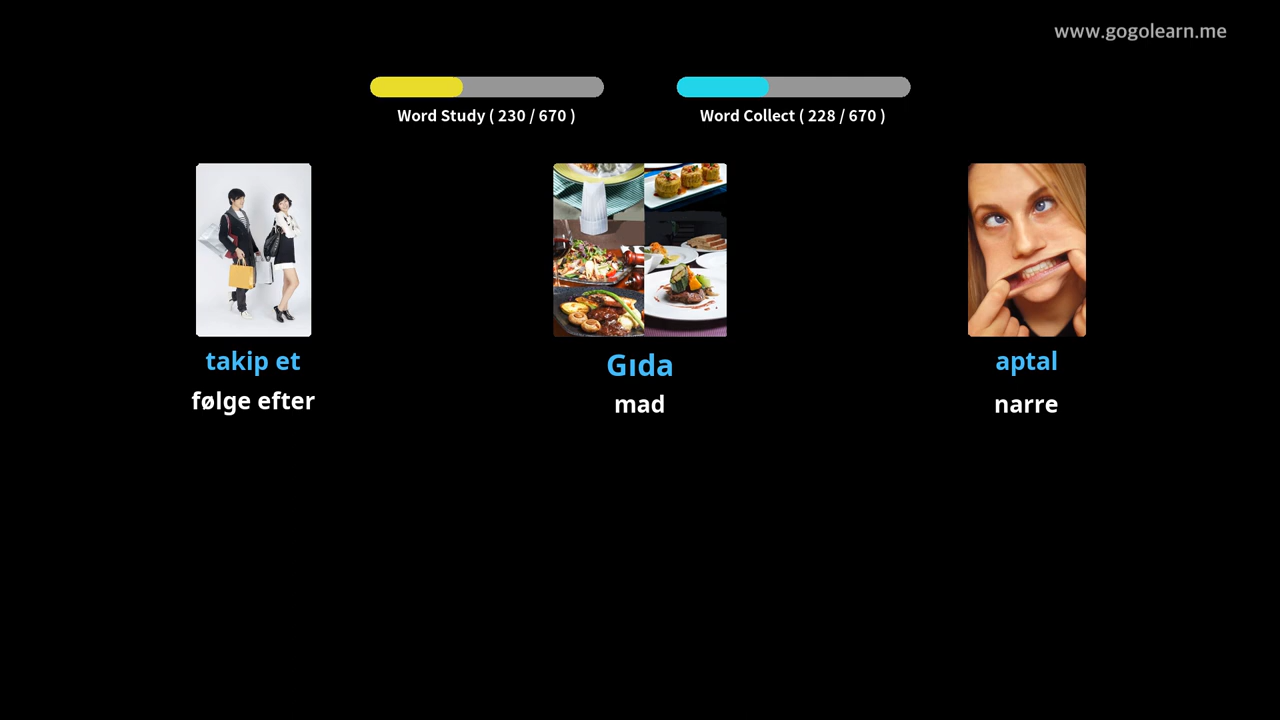 www.gogolearn.me
Word Study ( 230 / 670 )
Word Collect ( 228 / 670 )
takip et
følge efter
Gıda
mad
aptal
narre